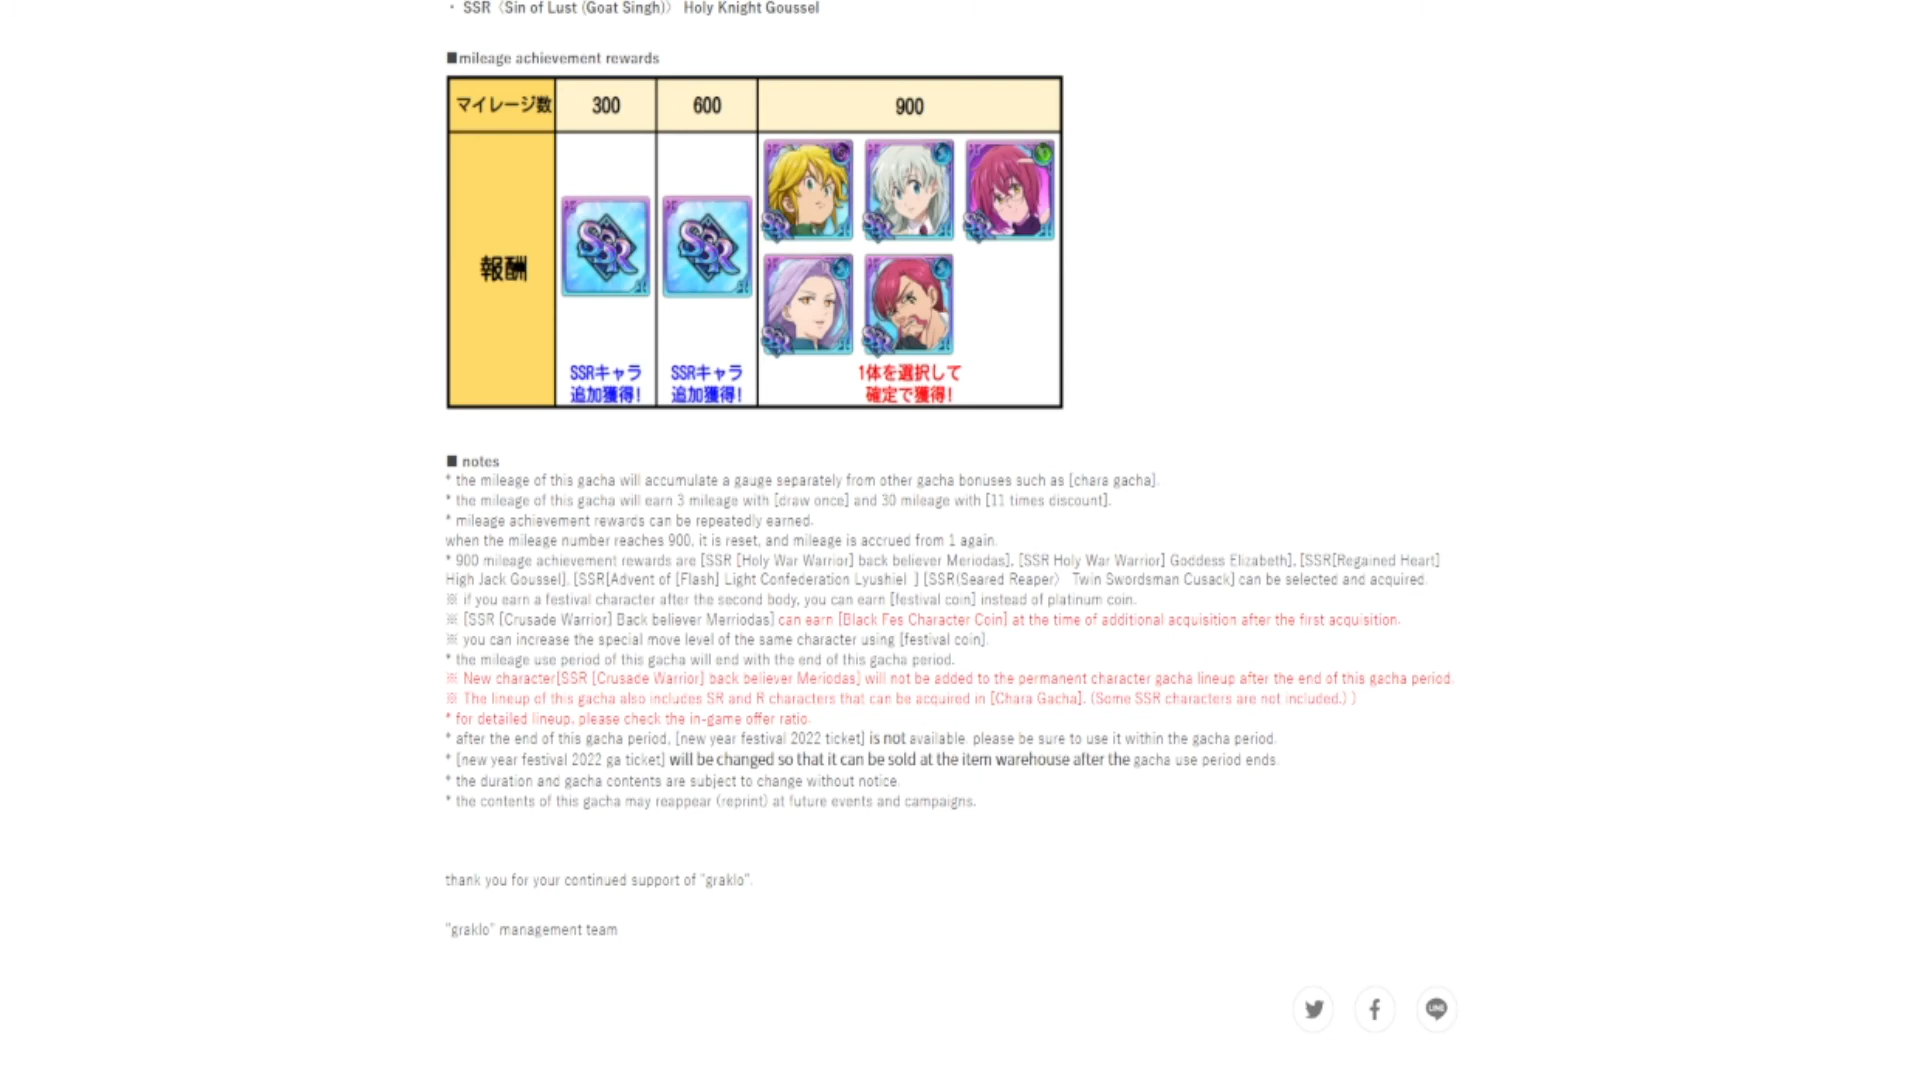 ・ SSR〈Sin of Lust (Goat Singh)〉 Holy Knight Goussel
■mileage achievement rewards
マイレージ数 300 600 900
報酬
SSR SSR
SSR SSR SSR
SSR SSR
SSRキャラ SSRキャラ 1体を選択して
追加獲得! 追加獲得! 確定で獲得!
■ notes
* the mileage of this gacha will accumulate a gauge separately from other gacha bonuses such as [chara gacha].
* the mileage of this gacha will earn 3 mileage with [draw once] and 30 mileage with [11 times discount].
* mileage achievement rewards can be repeatedly earned.
when the mileage number reaches 900, it is reset, and mileage is accrued from 1 again.
* 900 mileage achievement rewards are [SSR [Holy War Warrior] back believer Meriodas], [SSR Holy War Warrior] Goddess Elizabeth], [SSR[Regained Heart]
High Jack Goussel], [SSR[Advent of [Flash] Light Confederation Lyushiel ] [SSR(Seared Reaper〉 Twin Swordsman Cusack] can be selected and acquired.
※ if you earn a festival character after the second body, you can earn [festival coin] instead of platinum coin.
※ [SSR [Crusade Warrior] Back believer Merriodas] can earn [Black Fes Character Coin] at the time of additional acquisition after the first acquisition.
※ you can increase the special move level of the same character using [festival coin].
* the mileage use period of this gacha will end with the end of this gacha period.
※ New character[SSR [Crusade Warrior] back believer Meriodas] will not be added to the permanent character gacha lineup after the end of this gacha period.
※ The lineup of this gacha also includes SR and R characters that can be acquired in [Chara Gacha]. (Some SSR characters are not included.) )
* for detailed lineup, please check the in-game offer ratio.
* after the end of this gacha period, [new year festival 2022 ticket] is not available. please be sure to use it within the gacha period.
* [new year festival 2022 ga ticket] will be changed so that it can be sold at the item warehouse after the gacha use period ends.
* the duration and gacha contents are subject to change without notice.
* the contents of this gacha may reappear (reprint) at future events and campaigns.
thank you for your continued support of "graklo".
"graklo" management team
LINE